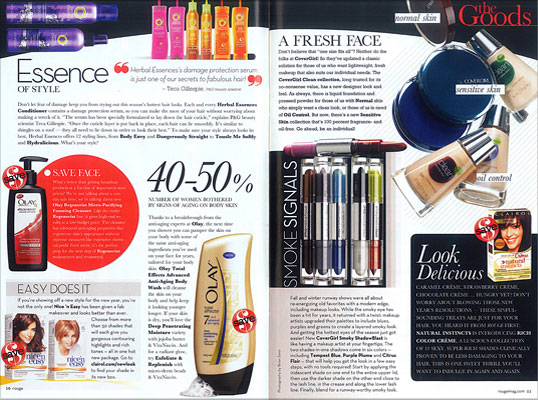 Essence
OF STYLE
“ Herbal Essences's damage protection serum
is just one of our secrets to fabulous hair! ”
– Teca Gillespie, P&G beauty scientist
Don't let fear of damage keep you from trying out this season's hottest hair looks. Each and every Herbal Essences
Conditioner contains a damage protection serum, so you can make the most of your hair without worrying about
making a wreck of it. "The serum has been specially formulated to lay down the hair cuticle," explains P&G beauty
scientist Teca Gillespie. "Once the cuticle layer is put back in place, each hair can lie smoothly. It's similar to
shingles on a roof — they all need to lie down in order to look their best." To make sure your style always looks its
best, Herbal Essences offers 12 styling lines, from Body Envy and Dangerously Straight to Tousle Me Softly
and Hydralicious. What's your style?
save
SAVE FACE
Olay Regenerist Micro-Purifying
Foaming Cleanser
OLAY
40-50%
NUMBER OF WOMEN BOTHERED
BY SIGNS OF AGING ON BODY SKIN
Thanks to a breakthrough from the
anti-aging experts at Olay, the next time
you shower you can pamper the skin
on your body with some of
the same anti-aging
ingredients you've used
on your face for years,
tailored for your body
skin. Olay Total
Effects Advanced
Anti-Aging Body
Wash will cleanse
the skin on your
body and help keep
it looking younger
longer. If your skin
is dry, you'll love the
Deep Penetrating
Moisture variety
with jojoba butter
& VitaNiacin. And
for a radiant glow,
try Exfoliate &
Replenish with
microderm beads
& VitaNiacin.
OLAY
save
EASY DOES IT
If you're showing off a new style for the new year, you're
not the only one! Nice 'n Easy has been given a fab
makeover and looks better than ever.
Choose from more
than 30 shades that
will each give you
gorgeous contouring
highlights and rich
tones – all in one hot
new package. Go to
clairol.com/newlook
to find your shade in
its new box.
save
nice'n easy
nice'n easy
10 rouge
the
Goods
normal skin
sensitive skin
oil control
COVERGIRL
A FRESH FACE
Don't believe that "one size fits all"? Neither do the
folks at CoverGirl! So they've updated a classic
solution for those of us who want lightweight, fresh
makeup that also suits our individual needs. The
CoverGirl Clean collection, long trusted for its
no-nonsense value, has a new designer look and
feel. As always, there is liquid foundation and
pressed powder for those of us with Normal skin
who simply want a clean look, or those of us in need
of Oil Control. But now, there's a new Sensitive
Skin collection that's 100 percent fragrance- and
oil-free. Go ahead, be an individual!
SMOKE SIGNALS
Fall and winter runway shows were all about
re-energizing old favorites with a modern edge,
including makeup looks. While the smoky eye has
been a hit for years, it returned with a twist: makeup
artists upgraded their palettes to include blues,
purples and greens to create a layered smoky look.
And getting the hottest eyes of the season just got
easier! New CoverGirl Smoky ShadowBlast is
like having a makeup artist at your fingertips. The
two-shades-in-one shadows come in six colors –
including Tempest Blue, Purple Plume and Citrus
Flair – that will help you get the look in a few easy
steps, with no tools required! Start by applying the
iridescent shade on one end to the entire upper lid,
then use the darker shade on the other end close to
the lash line, in the crease and along the lower lash
line. Finally, blend for a runway-worthy smoky look.
CLAIROL
save
Look
Delicious
CARAMEL CRÈME, STRAWBERRY CRÈME,
CHOCOLATE CRÈME … HUNGRY YET? DON'T
WORRY ABOUT BLOWING THOSE NEW
YEAR'S RESOLUTIONS — THESE SINFUL-
SOUNDING TREATS ARE JUST FOR YOUR
HAIR. YOU HEARD IT FROM ROUGE FIRST:
NATURAL INSTINCTS IS INTRODUCING RICH
COLOR CRÈME, A LUSCIOUS COLLECTION
OF 10 SEXY, SUPER-RICH SHADES CLINICALLY
PROVEN TO BE LESS DAMAGING TO YOUR
HAIR. THIS IS ONE SWEET THRILL YOU'LL
WANT TO INDULGE IN AGAIN AND AGAIN.
rougemag.com 11